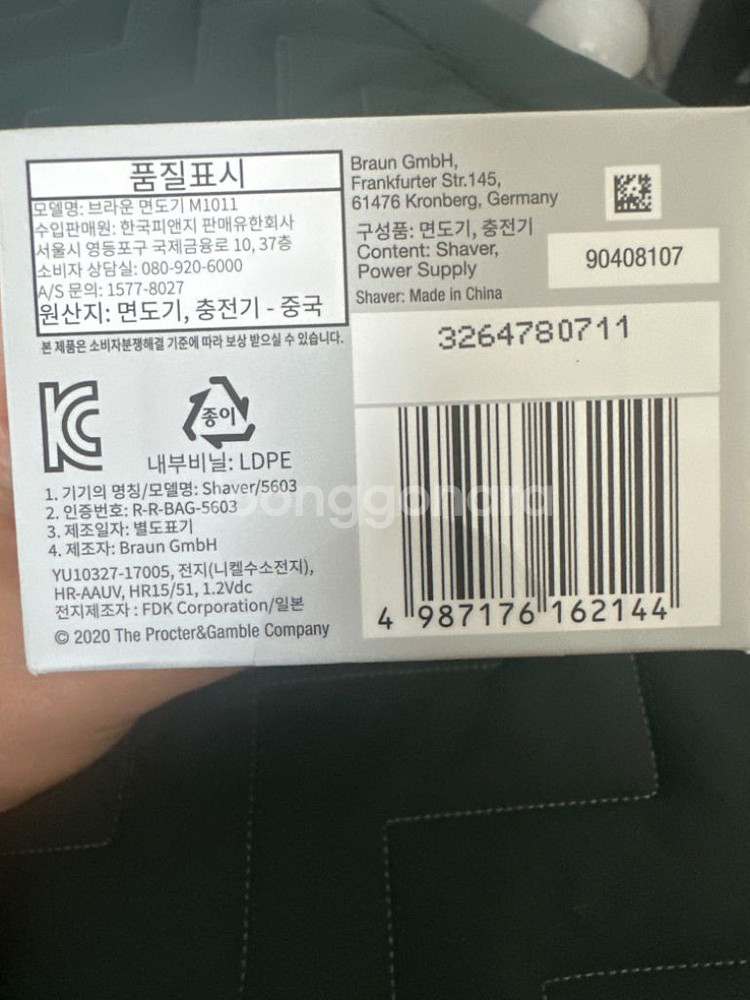 품질표시
모델명: 브라운 면도기 M1011
수입판매원: 한국피앤지 판매유한회사
서울시 영등포구 국제금융로 10, 37층
소비자 상담실: 080-920-6000
A/S 문의: 1577-8027
원산지: 면도기, 충전기 - 중국
본 제품은 소비자분쟁해결 기준에 따라 보상 받으실 수 있습니다.
종이
내부비닐: LDPE
1. 기기의 명칭/모델명: Shaver/5603
2. 인증번호: R-R-BAG-5603
3. 제조일자: 별도표기
4. 제조자: Braun GmbH
YU10327-17005, 전지(니켈수소전지),
HR-AAUV, HR15/51, 1.2Vdc
전지제조자 : FDK Corporation/일본
© 2020 The Procter&Gamble Company
Braun GmbH,
Frankfurter Str.145,
61476 Kronberg, Germany
구성품: 면도기, 충전기
Content: Shaver,
Power Supply
Shaver: Made in China
90408107
3264780711
4 987176 162144
joonggonara